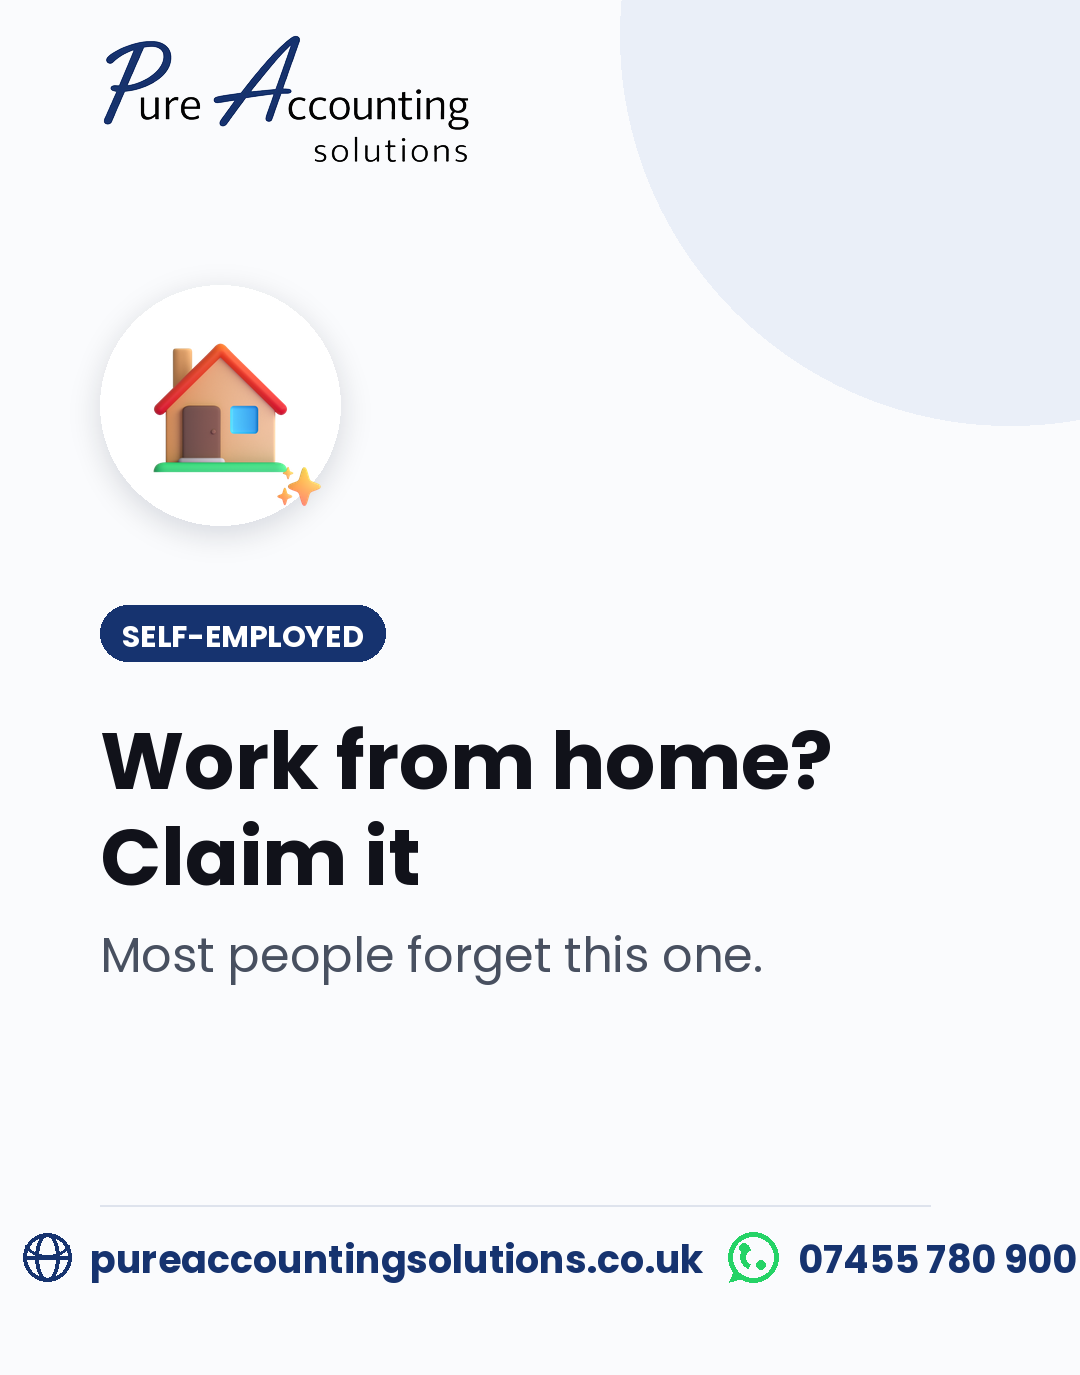 Pure Accounting
solutions
SELF-EMPLOYED
Work from home?
Claim it
Most people forget this one.
pureaccountingsolutions.co.uk 07455 780 900